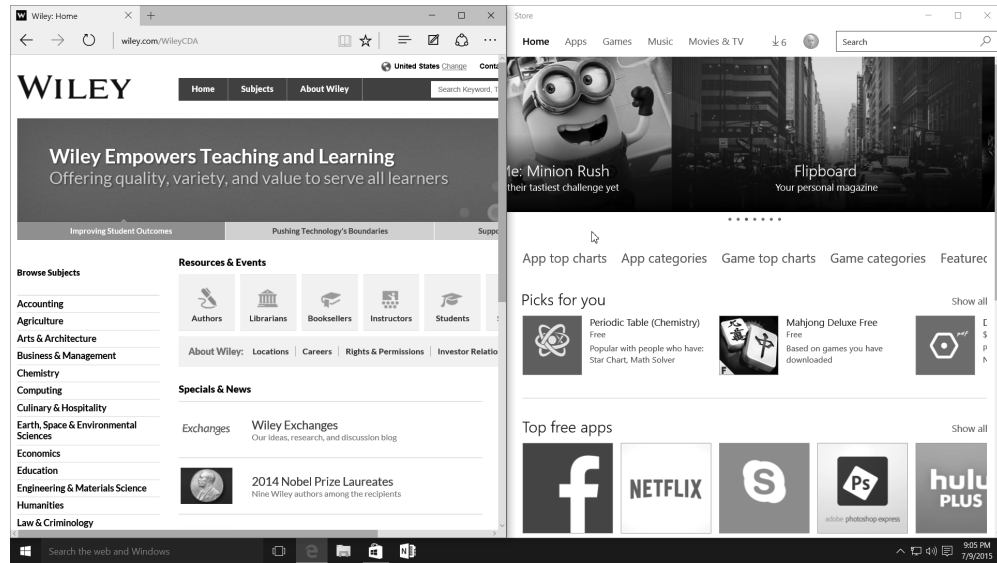 W Wiley: Home
wiley.com/WileyCDA
United States Change
WILEY
Home Subjects About Wiley Search Keyword, T
Wiley Empowers Teaching and Learning
Offering quality, variety, and value to serve all learners
Improving Student Outcomes Pushing Technology's Boundaries
Browse Subjects
Accounting
Agriculture
Arts & Architecture
Business & Management
Chemistry
Computing
Culinary & Hospitality
Earth, Space & Environmental
Sciences
Economics
Education
Engineering & Materials Science
Humanities
Law & Criminology
Resources & Events
Authors Librarians Booksellers Instructors Students
About Wiley: Locations Careers Rights & Permissions Investor Relatio
Specials & News
Exchanges
Wiley Exchanges
Our ideas, research, and discussion blog
2014 Nobel Prize Laureates
Nine Wiley authors among the recipients
Store
Home Apps Games Music Movies & TV 6 Search
Me: Minion Rush
their tastiest challenge yet
Flipboard
Your personal magazine
App top charts App categories Game top charts Game categories Featured
Picks for you Show all
Periodic Table (Chemistry)
Free
Popular with people who have:
Star Chart, Math Solver
Mahjong Deluxe Free
Free
Based on games you have
downloaded
F
pdf
Top free apps Show all
f
NETFLIX
S
Ps
adobe photoshop express
hulu
PLUS
Search the web and Windows
N
9:05 PM
7/9/2015